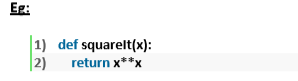 Eg:
1) def squareIt(x):
2) return x**x